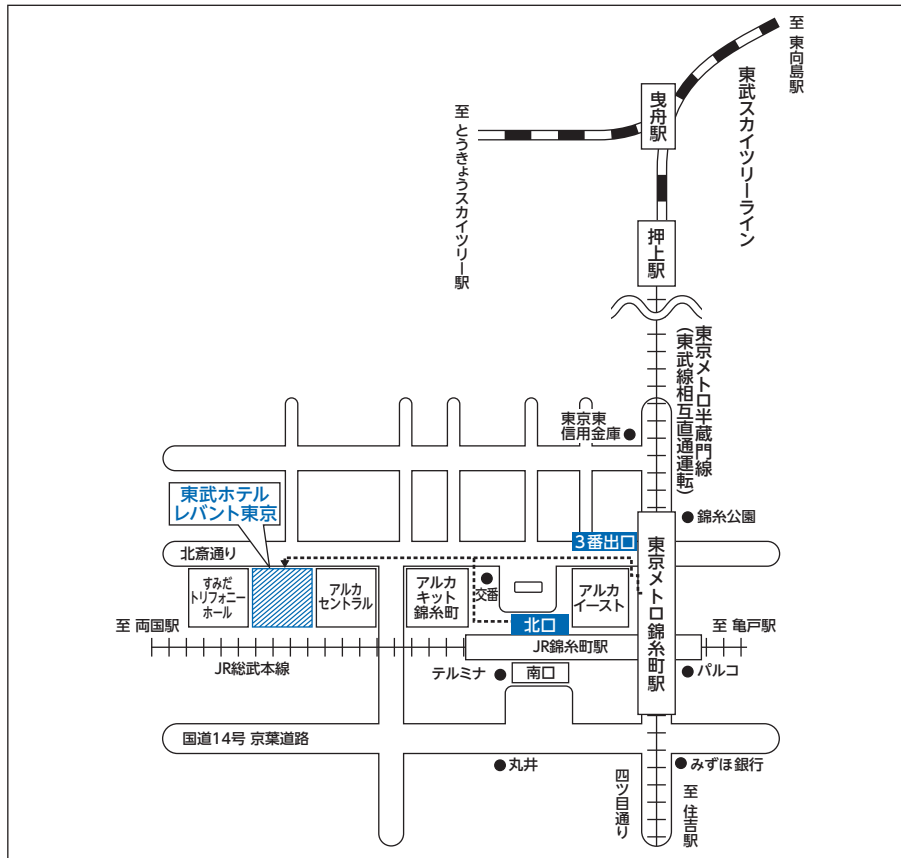 至 東向島駅
東武スカイツリーライン
曳舟駅
至 とうきょうスカイツリー駅
押上駅
東京メトロ半蔵門線
(東武線相互直通運転)
東京東
信用金庫
錦糸公園
東武ホテル
レバント東京
3番出口
北斎通り
東京メトロ錦糸町駅
すみだ
トリフォニー
ホール
アルカ
セントラル
アルカ
キット
錦糸町
交番
アルカ
イースト
北口
至 両国駅
JR錦糸町駅
至 亀戸駅
JR総武本線
テルミナ
南口
パルコ
国道14号 京葉道路
丸井
みずほ銀行
四ツ目通り
至 住吉駅